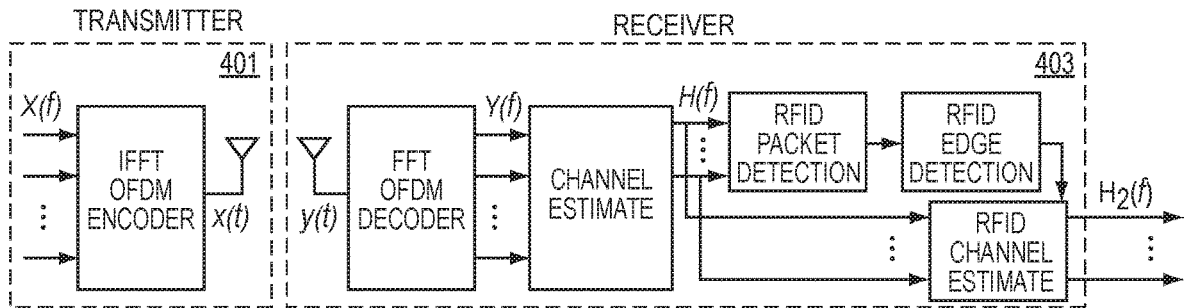 TRANSMITTER
RECEIVER
401
X(f)
IFFT
OFDM
ENCODER
x(t)
403
y(t)
FFT
OFDM
DECODER
Y(f)
CHANNEL
ESTIMATE
H(f)
RFID
PACKET
DETECTION
RFID
EDGE
DETECTION
RFID
CHANNEL
ESTIMATE
H2(f)